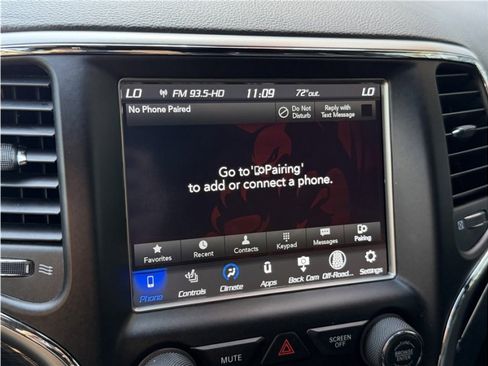 LO FM 93.5-HD 11:09 72°out. LO
No Phone Paired Do Not Disturb Reply with Text Message
Go to 'Pairing'
to add or connect a phone.
Favorites Recent Contacts Keypad Messages Pairing
Phone Controls Climate Apps Back Cam Off-Road... Settings
MUTE SCREEN OFF
BROWSE